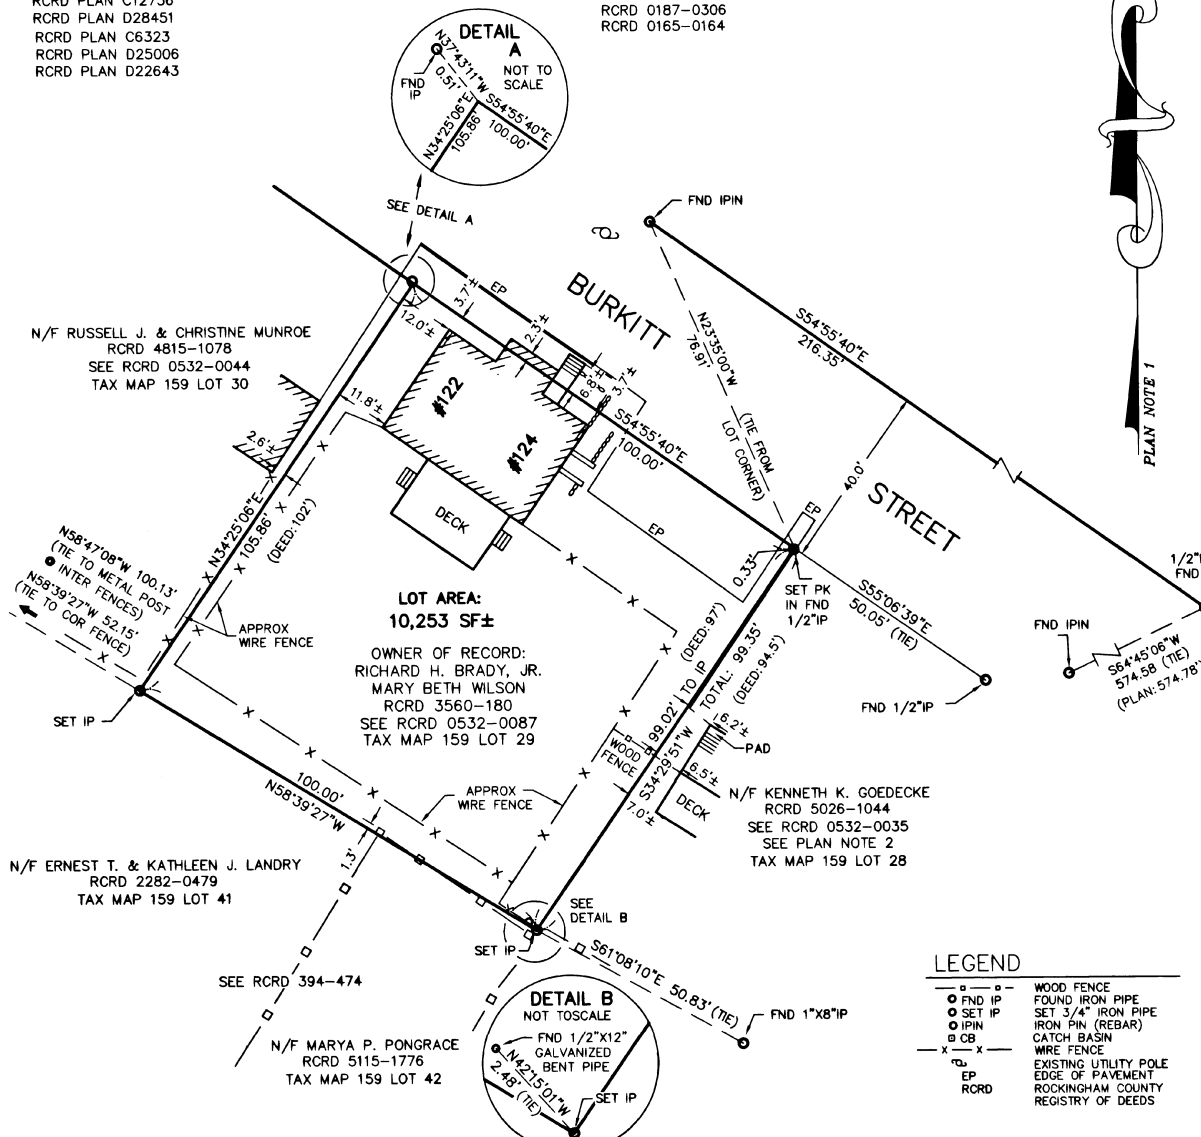 RCRD PLAN C12756
RCRD PLAN D28451
RCRD PLAN C6323
RCRD PLAN D25006
RCRD PLAN D22643
RCRD 0187-0306
RCRD 0165-0164
DETAIL
A
NOT TO
SCALE
N37°43'11"W
0.51'
FND
IP
S54°55'40"E
100.00'
N34°25'06"E
105.86'
SEE DETAIL A
FND IPIN
BURKITT
STREET
S54°55'40"E
216.35'
N23°35'00"W
76.91'
(TIE FROM
LOT CORNER)
40.0'
PLAN NOTE 1
N/F RUSSELL J. & CHRISTINE MUNROE
RCRD 4815-1078
SEE RCRD 0532-0044
TAX MAP 159 LOT 30
EP
3.7'±
2.3'±
12.0'±
6.8'±
3.7'±
11.8'±
2.6'±
#122
#124
DECK
S54°55'40"E
100.00'
EP
EP
0.33'
SET PK
IN FND
1/2"IP
N34°25'06"E
105.86'
(DEED: 102')
N58°47'08"W 100.13'
(TIE TO METAL POST
INTER FENCES)
N58°39'27"W 52.15'
(TIE TO COR FENCE)
APPROX
WIRE FENCE
LOT AREA:
10,253 SF±
OWNER OF RECORD:
RICHARD H. BRADY, JR.
MARY BETH WILSON
RCRD 3560-180
SEE RCRD 0532-0087
TAX MAP 159 LOT 29
S55°06'39"E
50.05' (TIE)
FND 1/2"IP
FND IPIN
S64°45'06"W
574.58 (TIE)
(PLAN: 574.78'
FND
(DEED: 97')
99.02' TO IP
TOTAL: 99.35'
(DEED: 94.5')
S34°29'51"W
6.2'±
PAD
6.5'±
DECK
7.0'±
WOOD
FENCE
SET IP
100.00'
N58°39'27"W
APPROX
WIRE FENCE
N/F KENNETH K. GOEDECKE
RCRD 5026-1044
SEE RCRD 0532-0035
SEE PLAN NOTE 2
TAX MAP 159 LOT 28
N/F ERNEST T. & KATHLEEN J. LANDRY
RCRD 2282-0479
TAX MAP 159 LOT 41
1.3'
SEE
DETAIL B
SET IP
S61°08'10"E 50.83' (TIE)
FND 1"X8"IP
SEE RCRD 394-474
N/F MARYA P. PONGRACE
RCRD 5115-1776
TAX MAP 159 LOT 42
DETAIL B
NOT TOSCALE
FND 1/2"X12"
GALVANIZED
BENT PIPE
N42°15'01"W
2.48' (TIE)
SET IP
LEGEND
WOOD FENCE
FND IP FOUND IRON PIPE
SET IP SET 3/4" IRON PIPE
IPIN IRON PIN (REBAR)
CB CATCH BASIN
WIRE FENCE
EXISTING UTILITY POLE
EP EDGE OF PAVEMENT
RCRD ROCKINGHAM COUNTY
REGISTRY OF DEEDS